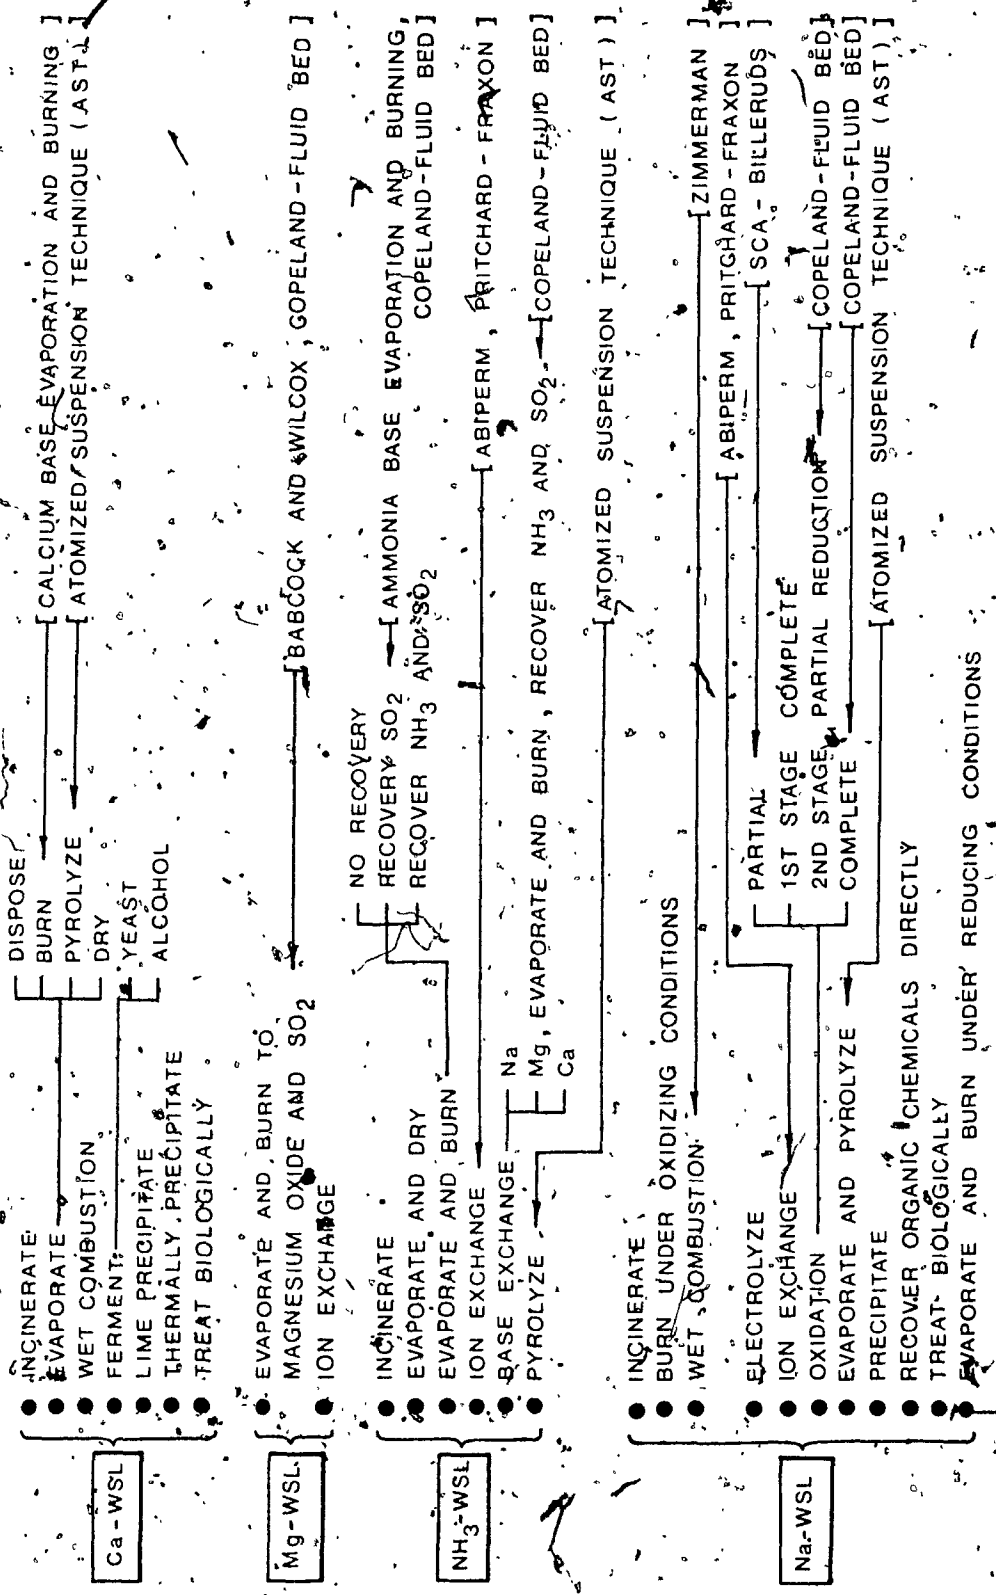 Ca-WSL
INCINERATE
EVAPORATE
DISPOSE
BURN
[CALCIUM BASE EVAPORATION AND BURNING]
PYROLYZE
[ATOMIZED SUSPENSION TECHNIQUE (AST)]
DRY
WET COMBUSTION
FERMENT
YEAST
ALCOHOL
LIME PRECIPITATE
THERMALLY PRECIPITATE
TREAT BIOLOGICALLY
Mg-WSL
EVAPORATE AND BURN TO
MAGNESIUM OXIDE AND SO2
[BABCOCK AND WILCOX, COPELAND-FLUID BED]
ION EXCHANGE
NH3-WSL
INCINERATE
EVAPORATE AND DRY
EVAPORATE AND BURN
NO RECOVERY
RECOVERY SO2
[AMMONIA BASE EVAPORATION AND BURNING,
COPELAND-FLUID BED]
RECOVER NH3 AND SO2
ION EXCHANGE
[ABIPERM, PRITCHARD-FRAXON]
BASE EXCHANGE
Na
Mg, EVAPORATE AND BURN, RECOVER NH3 AND SO2
[COPELAND-FLUID BED]
Ca
PYROLYZE
[ATOMIZED SUSPENSION TECHNIQUE (AST)]
Na-WSL
INCINERATE
BURN UNDER OXIDIZING CONDITIONS
WET COMBUSTION
[ZIMMERMAN]
ELECTROLYZE
ION EXCHANGE
[ABIPERM, PRITCHARD-FRAXON]
OXIDATION
PARTIAL
[SCA-BILLERUDS]
1ST STAGE COMPLETE
2ND STAGE PARTIAL REDUCTION
[COPELAND-FLUID BED]
COMPLETE
[COPELAND-FLUID BED]
EVAPORATE AND PYROLYZE
[ATOMIZED SUSPENSION TECHNIQUE (AST)]
PRECIPITATE
RECOVER ORGANIC CHEMICALS DIRECTLY
TREAT BIOLOGICALLY
EVAPORATE AND BURN UNDER REDUCING CONDITIONS